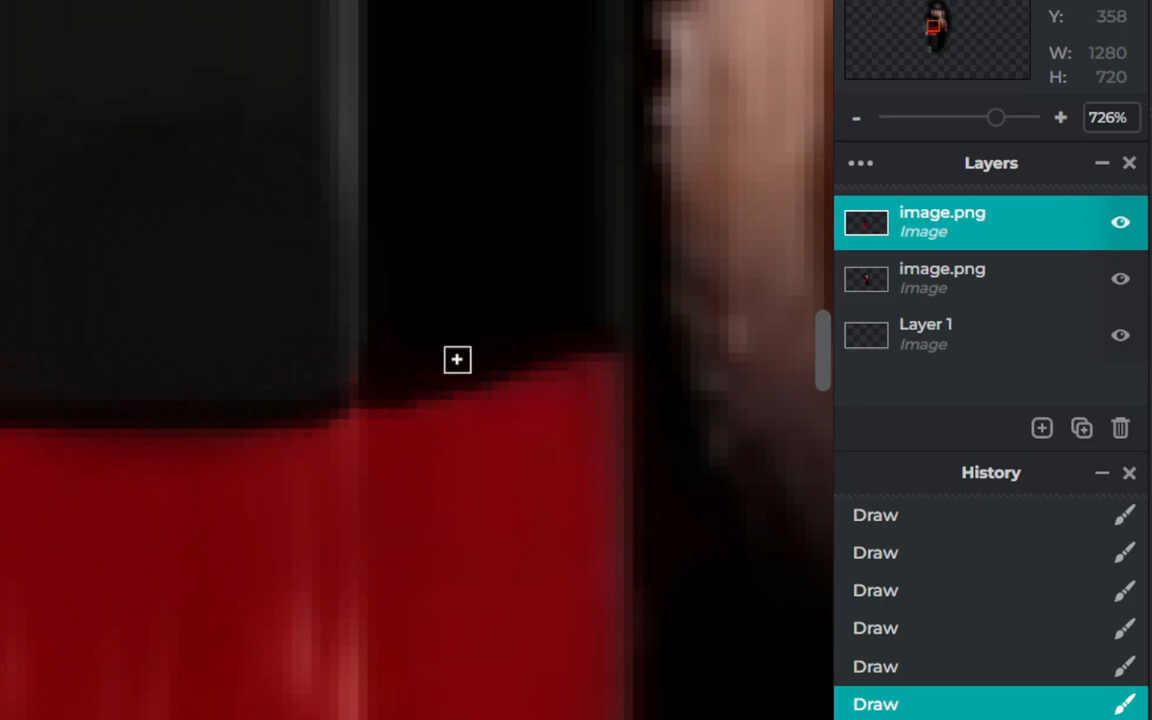 Y: 358
W: 1280
H: 720
- + 726%
••• Layers
image.png
Image
image.png
Image
Layer 1
Image
History
Draw
Draw
Draw
Draw
Draw
Draw